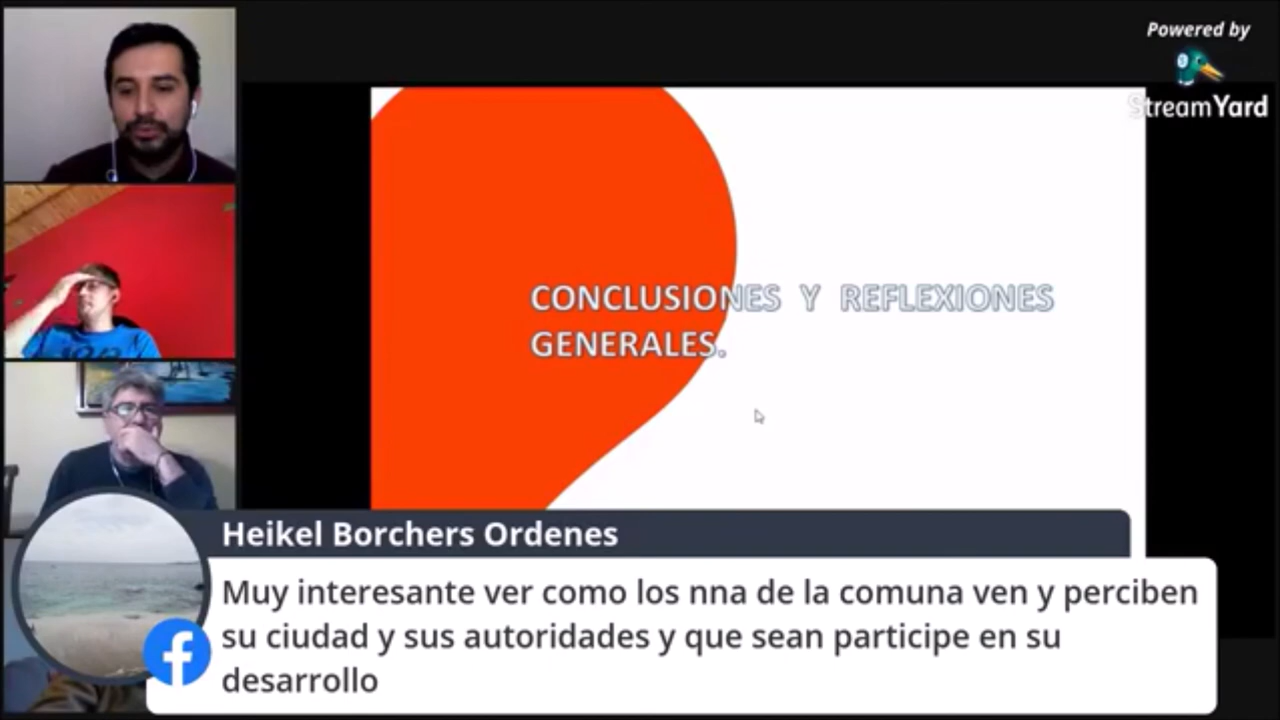 Powered by
StreamYard
CONCLUSIONES Y REFLEXIONES
GENERALES.
Heikel Borchers Ordenes
Muy interesante ver como los nna de la comuna ven y perciben
su ciudad y sus autoridades y que sean participe en su
desarrollo